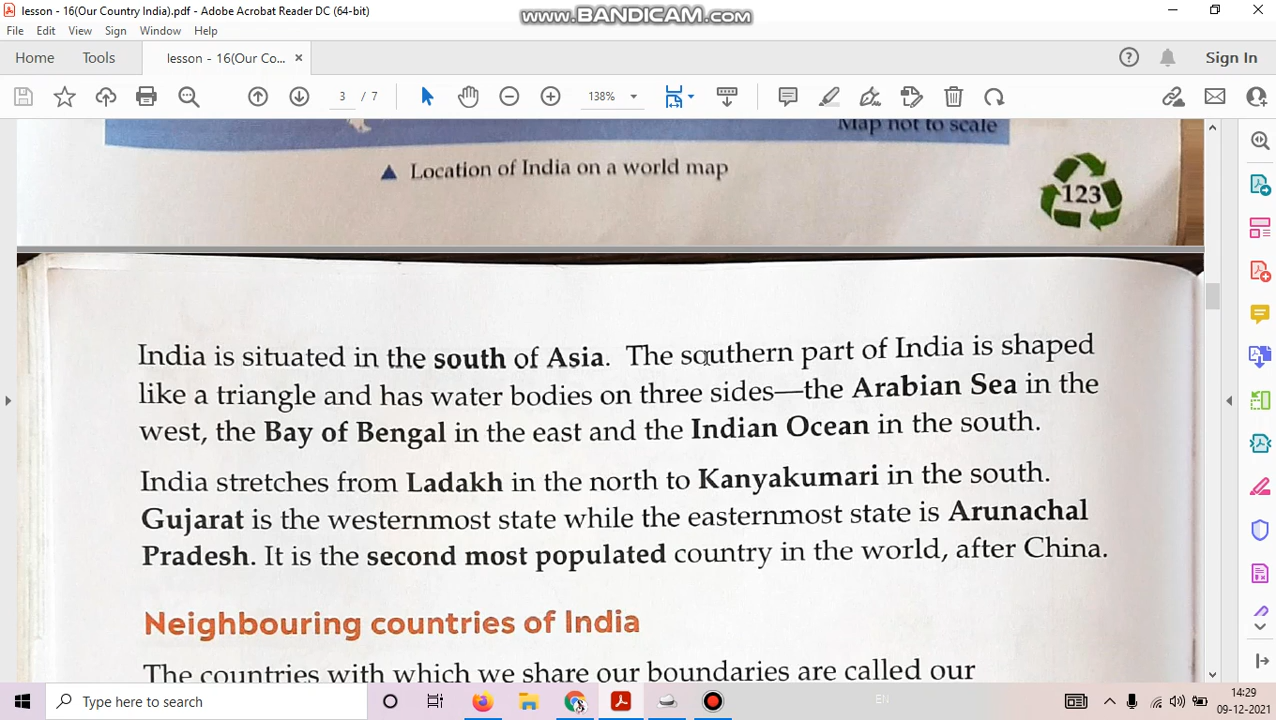 lesson - 16(Our Country India).pdf - Adobe Acrobat Reader DC (64-bit)
www.BANDICAM.com
File Edit View Sign Window Help
Home Tools lesson - 16(Our Co... × Sign In
3 / 7 138%
Map not to scale
▲ Location of India on a world map
123
India is situated in the south of Asia. The southern part of India is shaped
like a triangle and has water bodies on three sides—the Arabian Sea in the
west, the Bay of Bengal in the east and the Indian Ocean in the south.
India stretches from Ladakh in the north to Kanyakumari in the south.
Gujarat is the westernmost state while the easternmost state is Arunachal
Pradesh. It is the second most populated country in the world, after China.
Neighbouring countries of India
The countries with which we share our boundaries are called our
Type here to search
EN
14:29
09-12-2021